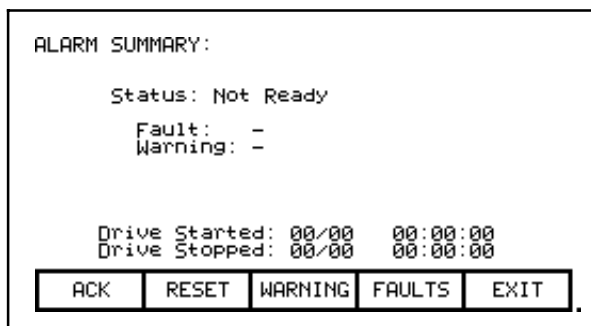 ALARM SUMMARY:
Status: Not Ready
Fault: -
Warning: -
Drive Started: 00/00 00:00:00
Drive Stopped: 00/00 00:00:00
ACK RESET WARNING FAULTS EXIT